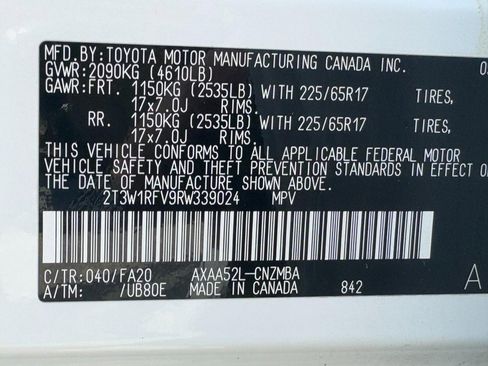 MFD.BY:TOYOTA MOTOR MANUFACTURING CANADA INC.
GVWR:2090KG (4610LB)
GAWR:FRT. 1150KG (2535LB) WITH 225/65R17 TIRES,
17x7.0J RIMS,
RR. 1150KG (2535LB) WITH 225/65R17 TIRES,
17x7.0J RIMS.
THIS VEHICLE CONFORMS TO ALL APPLICABLE FEDERAL MOTOR
VEHICLE SAFETY AND THEFT PREVENTION STANDARDS IN EFFECT
THE DATE OF MANUFACTURE SHOWN ABOVE.
2T3W1RFV9RW339024 MPV
C/TR:040/FA20 AXAA52L-CNZMBA A
A/TM: /UB80E MADE IN CANADA 842